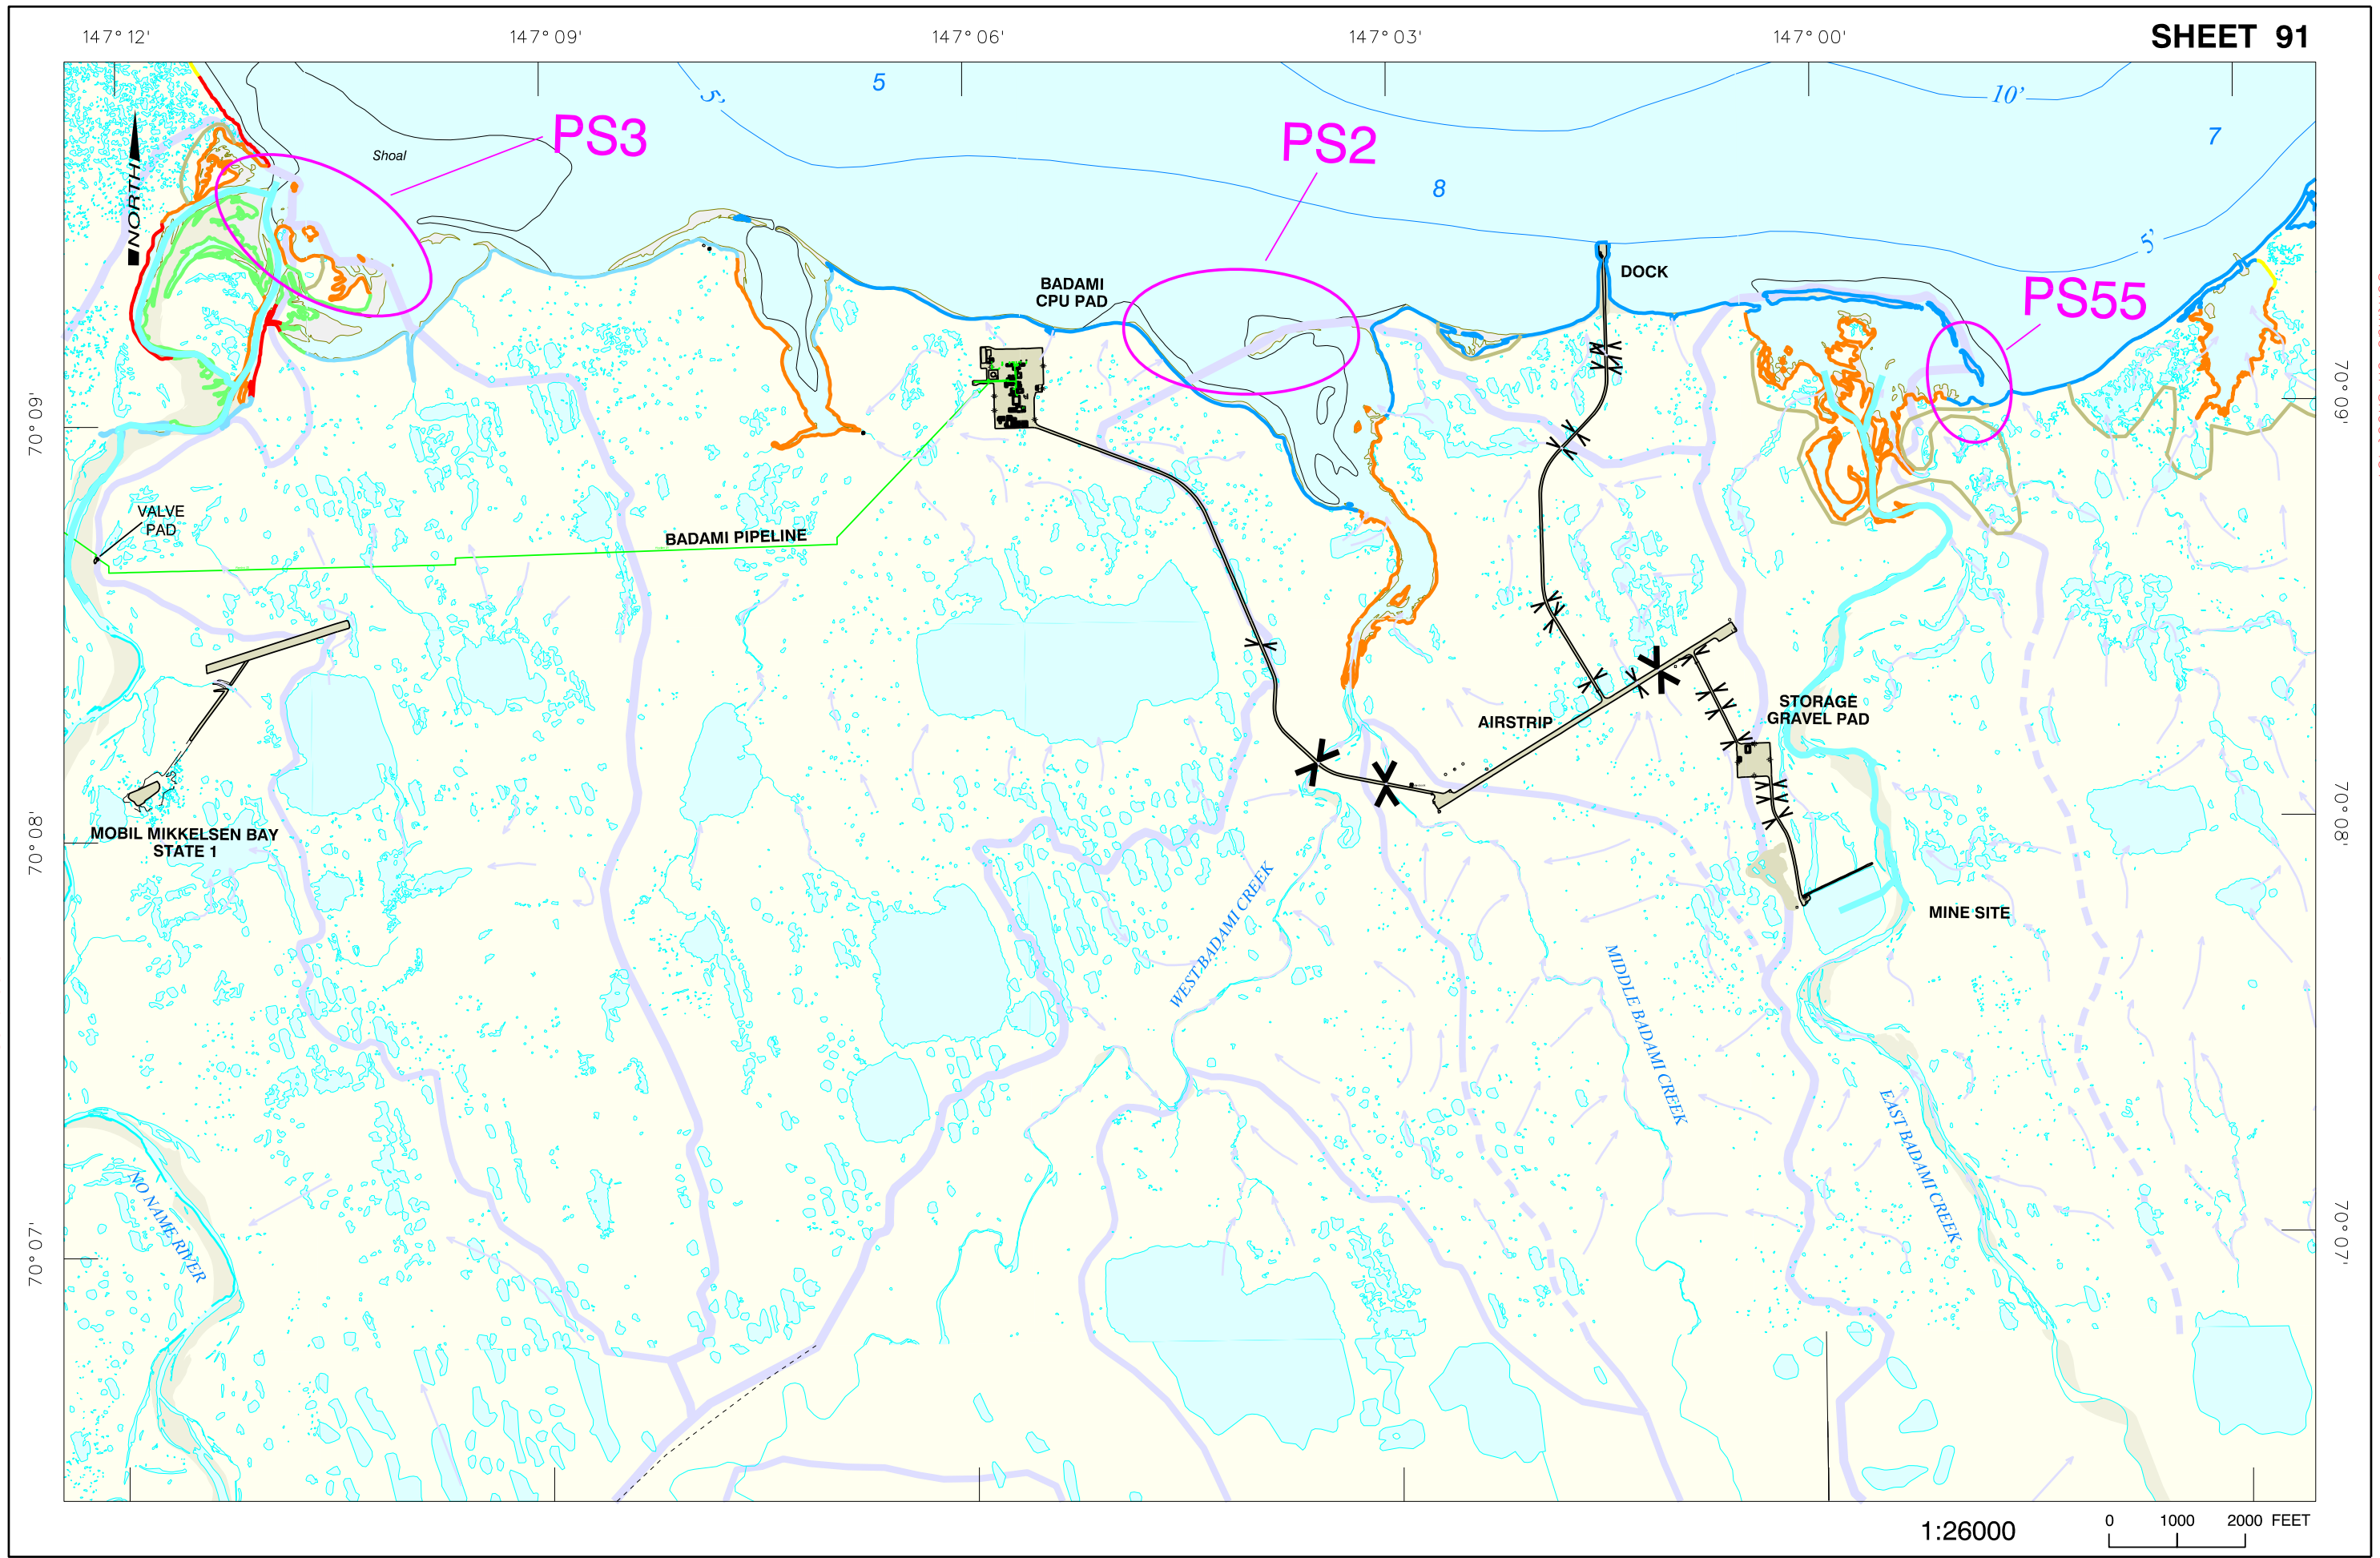 147° 12'
147° 09'
147° 06'
147° 03'
147° 00'
SHEET 91
5
5'
10'
7
PS3
PS2
Shoal
8
NORTH
5'
DOCK
BADAMI
CPU PAD
PS55
70° 09'
70° 09'
VALVE
PAD
BADAMI PIPELINE
STORAGE
GRAVEL PAD
AIRSTRIP
70° 08'
70° 08'
MOBIL MIKKELSEN BAY
STATE 1
MINE SITE
WEST BADAMI CREEK
MIDDLE BADAMI CREEK
EAST BADAMI CREEK
NO NAME RIVER
70° 07'
70° 07'
1:26000
0 1000 2000 FEET